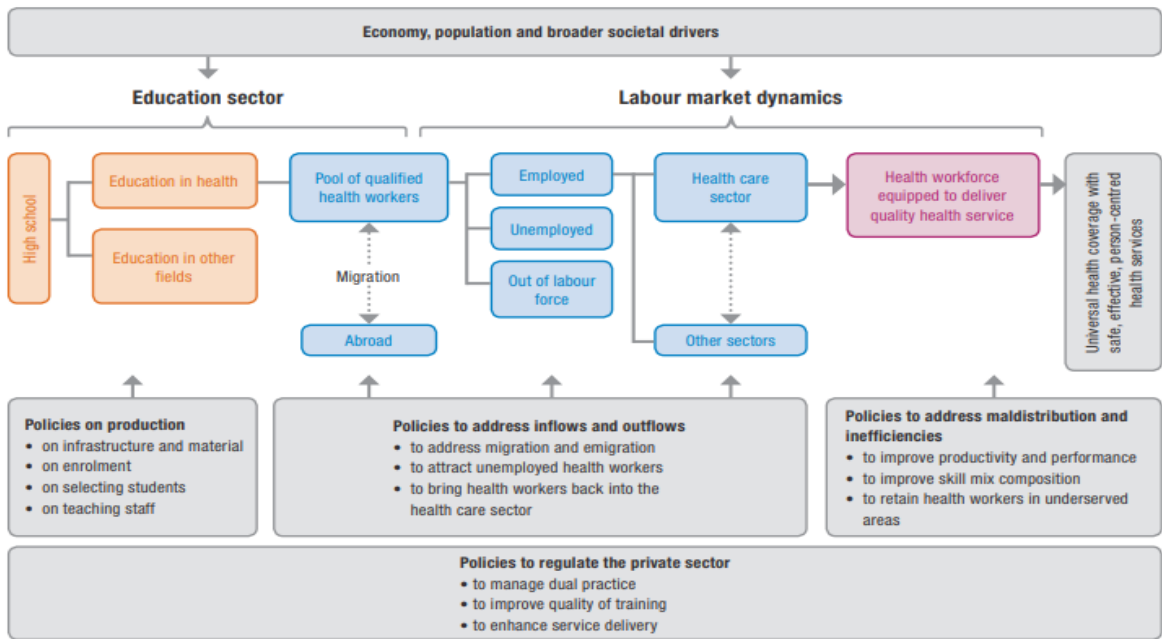 Economy, population and broader societal drivers
Education sector
Labour market dynamics
High school
Education in health
Education in other
fields
Pool of qualified
health workers
Migration
Abroad
Employed
Unemployed
Out of labour
force
Health care
sector
Other sectors
Health workforce
equipped to deliver
quality health service
Universal health coverage with
safe, effective, person-centred
health services
Policies on production
• on infrastructure and material
• on enrolment
• on selecting students
• on teaching staff
Policies to address inflows and outflows
• to address migration and emigration
• to attract unemployed health workers
• to bring health workers back into the
health care sector
Policies to address maldistribution and
inefficiencies
• to improve productivity and performance
• to improve skill mix composition
• to retain health workers in underserved
areas
Policies to regulate the private sector
• to manage dual practice
• to improve quality of training
• to enhance service delivery